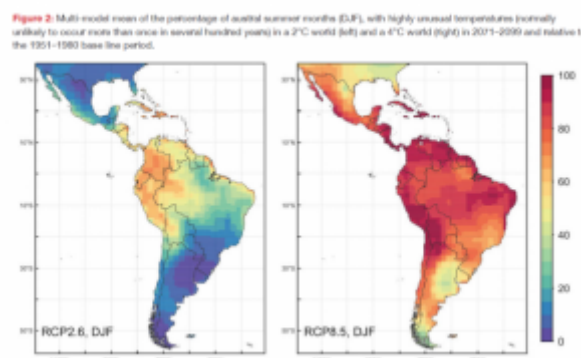 Figure 2: Multi-model mean of the percentage of austral summer months (DJF), with highly unusual temperatures (normally
unlikely to occur more than once in several hundred years) in a 2°C world (left) and a 4°C world (right) in 2071–2099 and relative to
the 1951–1980 base line period.
RCP2.6, DJF
RCP8.5, DJF
100
80
60
40
20
0